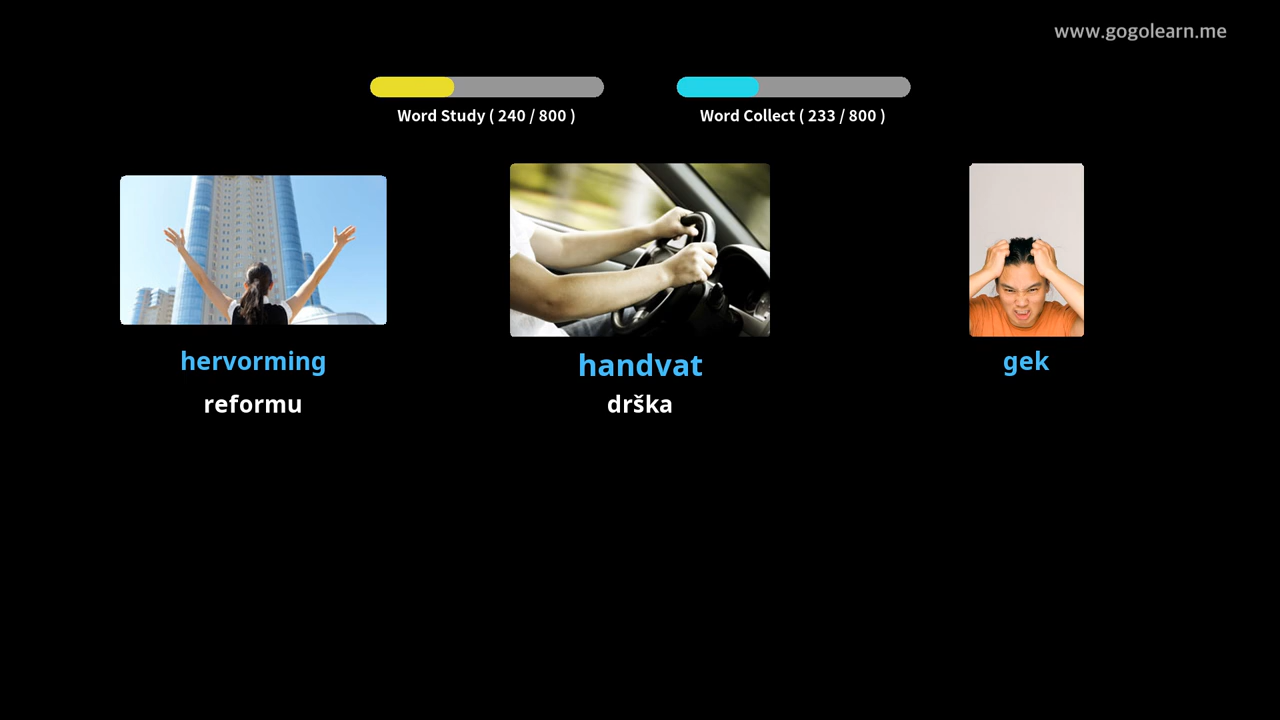 www.gogolearn.me
Word Study ( 240 / 800 )
Word Collect ( 233 / 800 )
hervorming
handvat
gek
reformu
drška